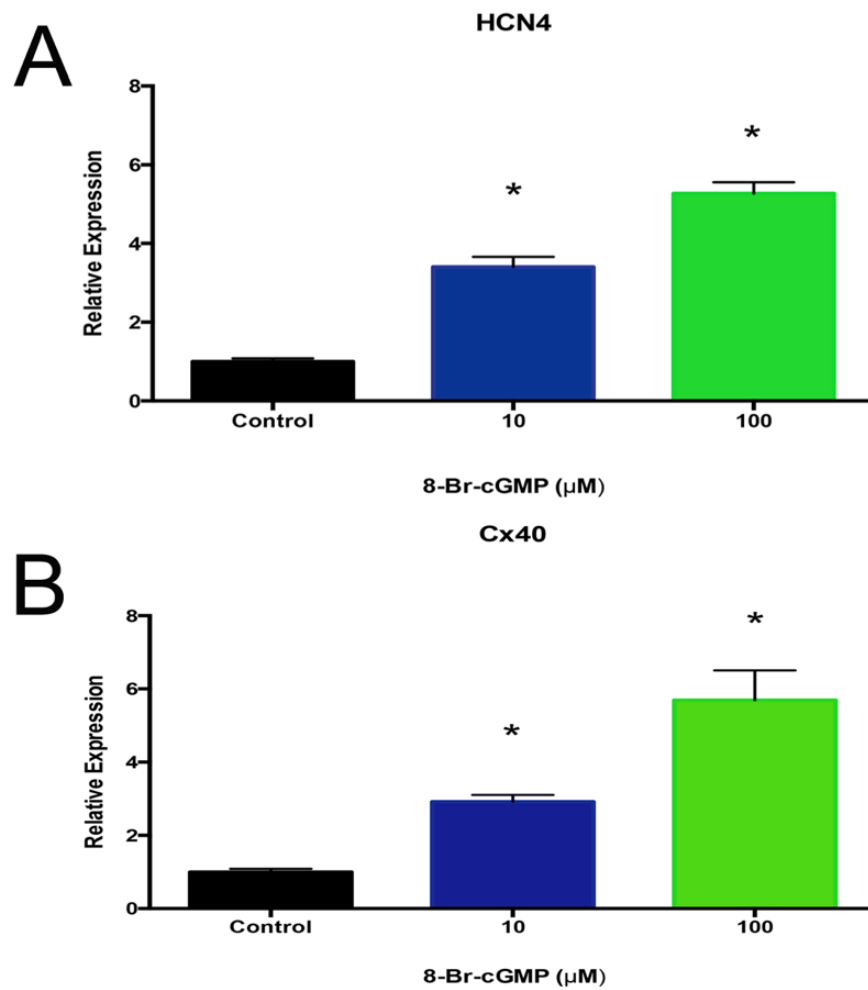 A
HCN4
Relative Expression
8
6
4
2
0
*
*
Control 10 100
8-Br-cGMP (μM)
B
Cx40
Relative Expression
8
6
4
2
0
*
*
Control 10 100
8-Br-cGMP (μM)